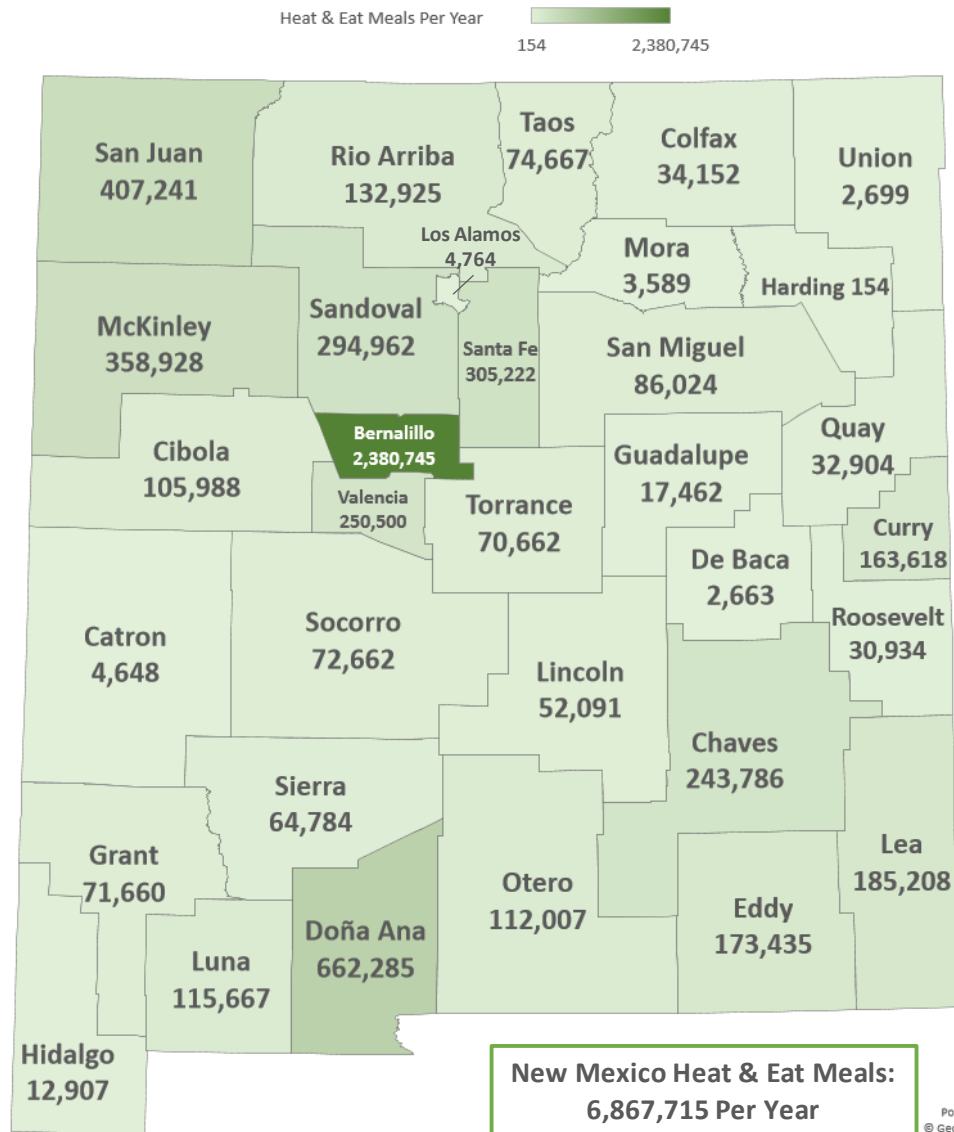 Heat & Eat Meals Per Year
154 2,380,745
San Juan
407,241
Rio Arriba
132,925
Taos
74,667
Colfax
34,152
Union
2,699
Los Alamos
4,764
Mora
3,589
Harding 154
McKinley
358,928
Sandoval
294,962
Santa Fe
305,222
San Miguel
86,024
Bernalillo
2,380,745
Cibola
105,988
Valencia
250,500
Torrance
70,662
Guadalupe
17,462
Quay
32,904
Curry
163,618
De Baca
2,663
Roosevelt
30,934
Catron
4,648
Socorro
72,662
Lincoln
52,091
Chaves
243,786
Sierra
64,784
Grant
71,660
Otero
112,007
Lea
185,208
Eddy
173,435
Doña Ana
662,285
Luna
115,667
Hidalgo
12,907
New Mexico Heat & Eat Meals:
6,867,715 Per Year
Po
© Geo